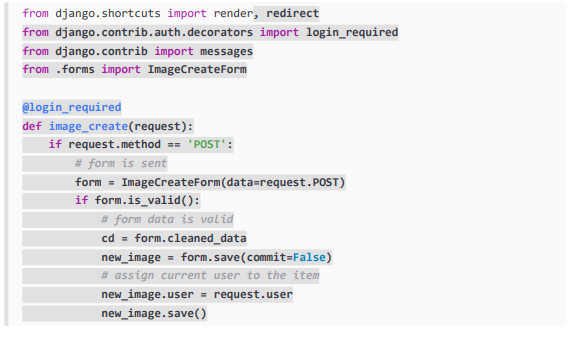 from django.shortcuts import render, redirect
from django.contrib.auth.decorators import login_required
from django.contrib import messages
from .forms import ImageCreateForm
@login_required
def image_create(request):
    if request.method == 'POST':
        # form is sent
        form = ImageCreateForm(data=request.POST)
        if form.is_valid():
            # form data is valid
            cd = form.cleaned_data
            new_image = form.save(commit=False)
            # assign current user to the item
            new_image.user = request.user
            new_image.save()